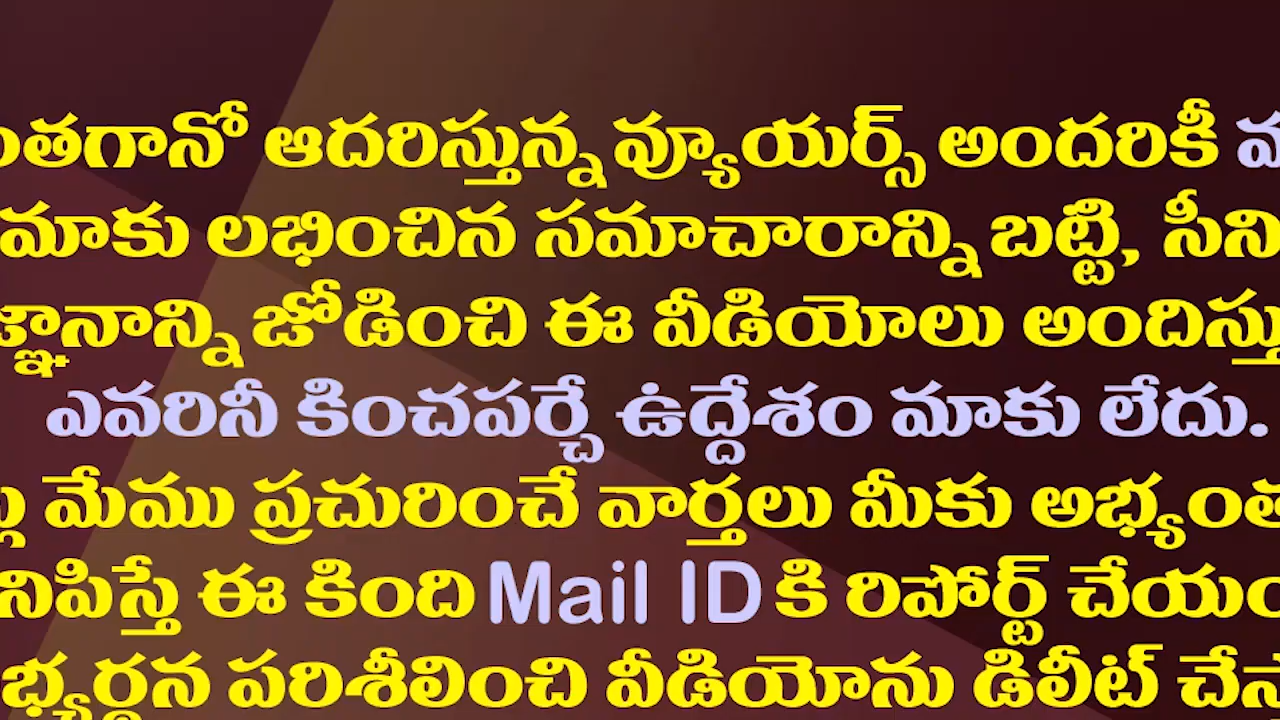 ంతగానో ఆదరిస్తున్న వ్యూయర్స్ అందరికీ
మాకు లభించిన సమాచారాన్ని బట్టి, సీని
జ్ఞానాన్ని జోడించి ఈ వీడియోలు అందిస్తు
ఎవరినీ కించపర్చే ఉద్దేశం మాకు లేదు.
మేము ప్రచురించే వార్తలు మీకు అభ్యంత
నిపిస్తే ఈ కింది Mail ID కి రిపోర్ట్ చేయం
భ్యర్థన పరిశీలించి వీడియోను డిలీట్ చేస